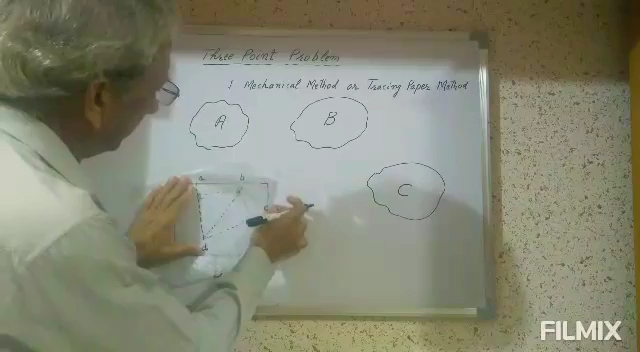 Three Point Problem
1 Mechanical Method or Tracing Paper Method
A
B
C
a
b
FILMIX